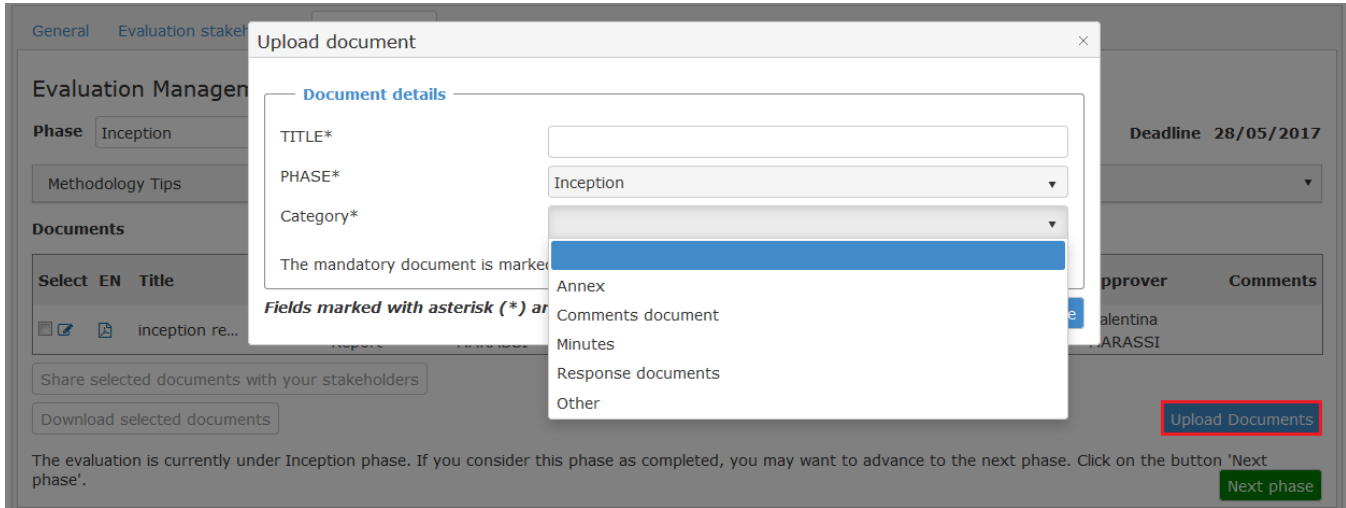 General Evaluation stakeh
Upload document
Evaluation Managem
Document details
Phase Inception
TITLE*
Deadline 28/05/2017
PHASE* Inception
Methodology Tips
Category*
Documents
The mandatory document is marked
Annex
Select EN Title
pprover Comments
Fields marked with asterisk (*) ar
Comments document
e
inception re...
Report
alentina
MARASSI
Minutes
Response documents
Other
Share selected documents with your stakeholders
Download selected documents
Upload Documents
The evaluation is currently under Inception phase. If you consider this phase as completed, you may want to advance to the next phase. Click on the button 'Next
phase'.
Next phase